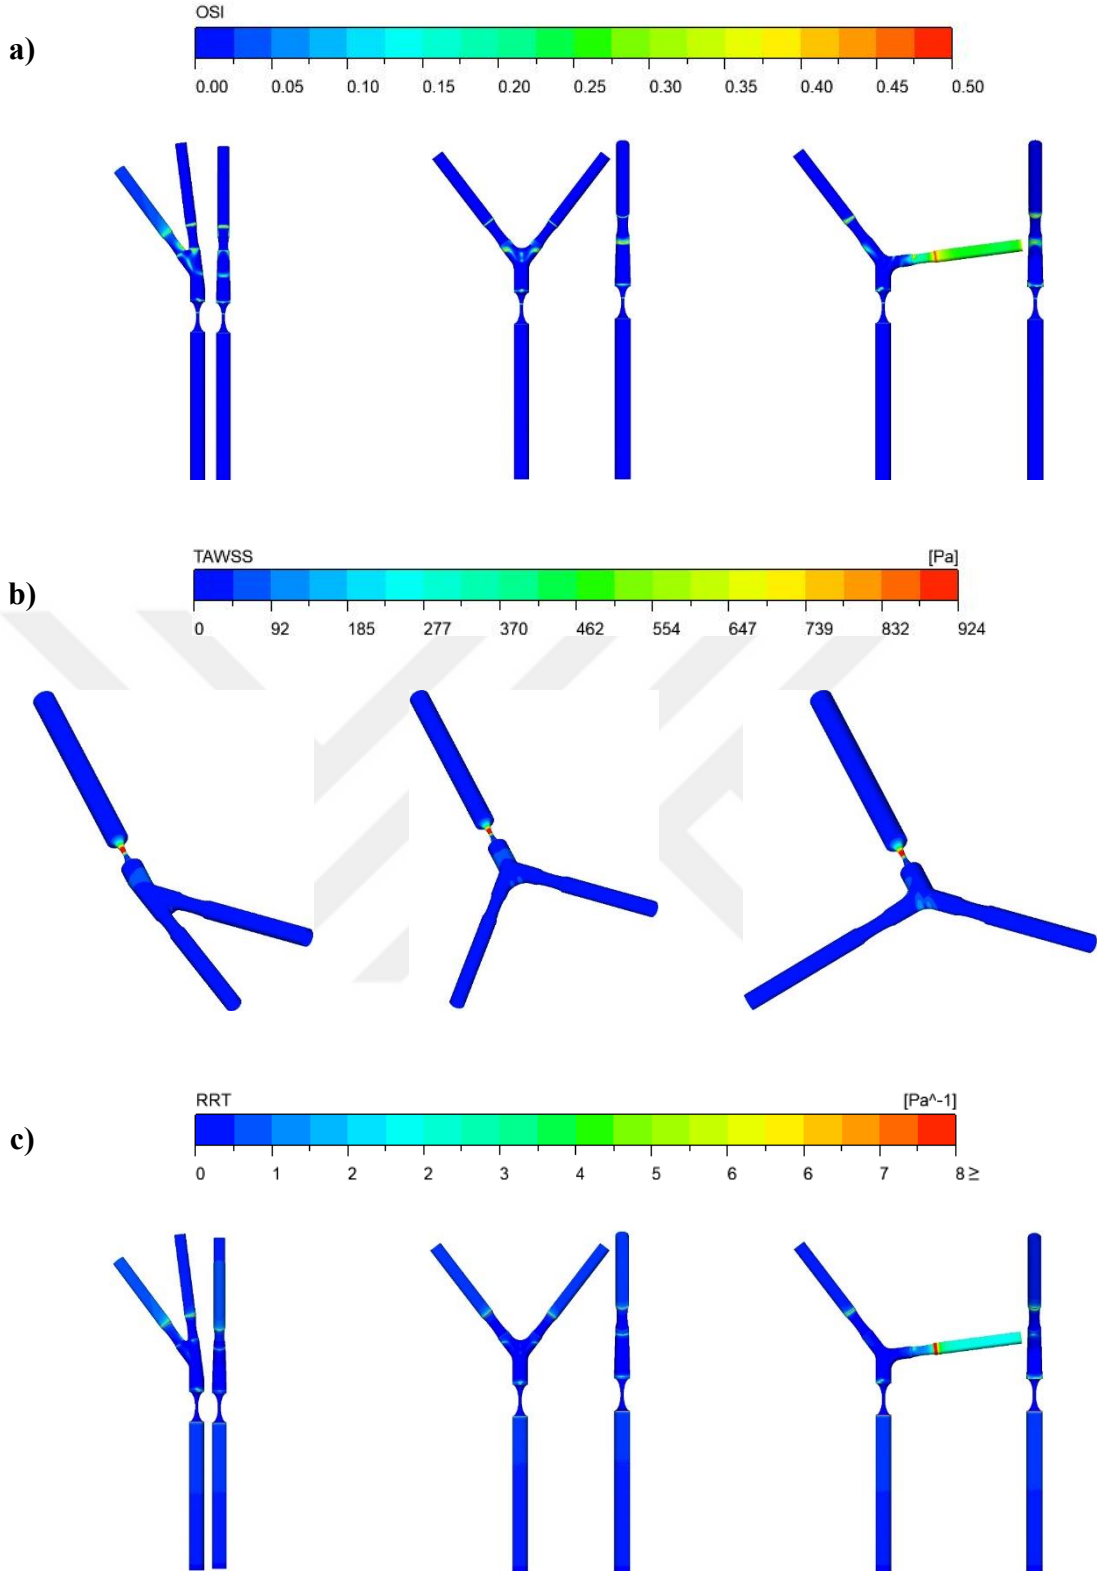 OSI
a)
0.00 0.05 0.10 0.15 0.20 0.25 0.30 0.35 0.40 0.45 0.50
TAWSS [Pa]
b)
0 92 185 277 370 462 554 647 739 832 924
RRT [Pa^-1]
c)
0 1 2 2 3 4 5 6 6 7 8 ≥